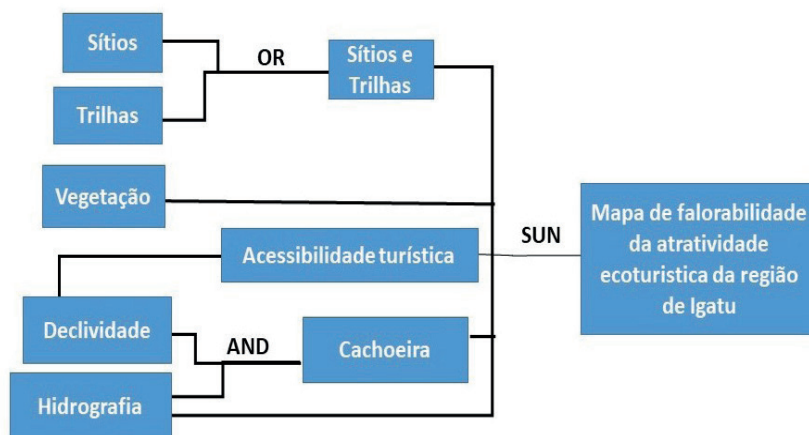 Sítios
OR
Sítios e
Trilhas
Trilhas
Vegetação
Acessibilidade turística
SUN
Mapa de falorabilidade
da atratividade
ecoturistica da região
de Igatu
Declividade
AND
Cachoeira
Hidrografia